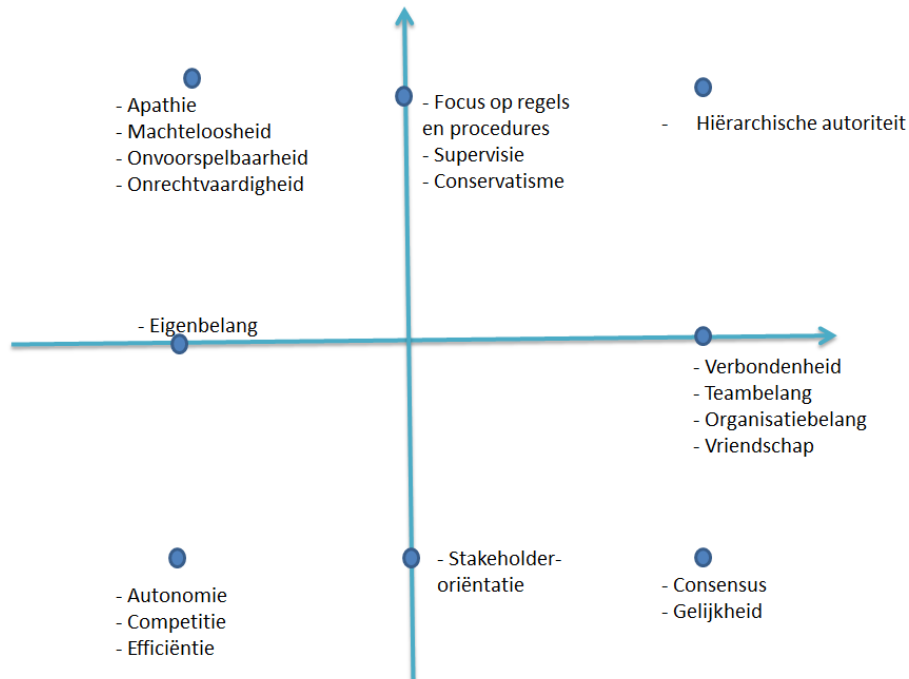 - Apathie
- Machteloosheid
- Onvoorspelbaarheid
- Onrechtvaardigheid
- Focus op regels
en procedures
- Supervisie
- Conservatisme
- Hiërarchische autoriteit
- Eigenbelang
- Verbondenheid
- Teambelang
- Organisatiebelang
- Vriendschap
- Autonomie
- Competitie
- Efficiëntie
- Stakeholder-
oriëntatie
- Consensus
- Gelijkheid